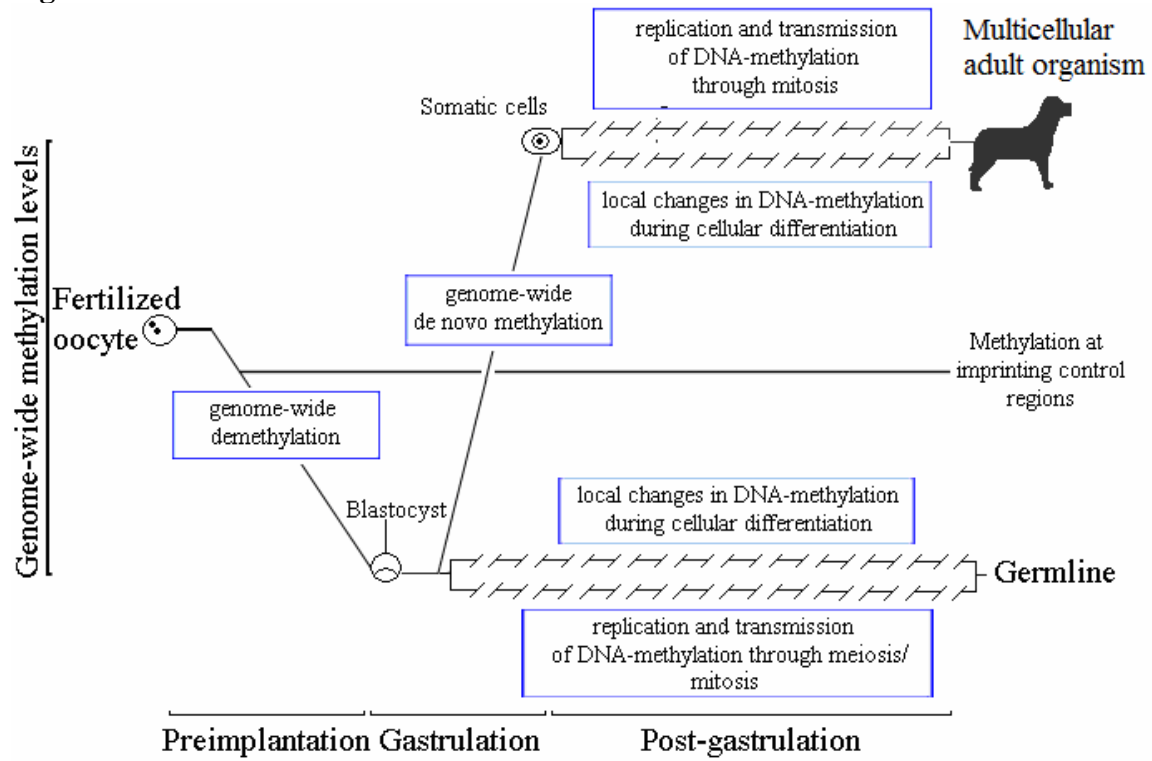 replication and transmission
of DNA-methylation
through mitosis
Multicellular
adult organism
Somatic cells
local changes in DNA-methylation
during cellular differentiation
Genome-wide methylation levels
Fertilized
oocyte
genome-wide
de novo methylation
Methylation at
imprinting control
regions
genome-wide
demethylation
Blastocyst
local changes in DNA-methylation
during cellular differentiation
Germline
replication and transmission
of DNA-methylation through meiosis/
mitosis
Preimplantation
Gastrulation
Post-gastrulation